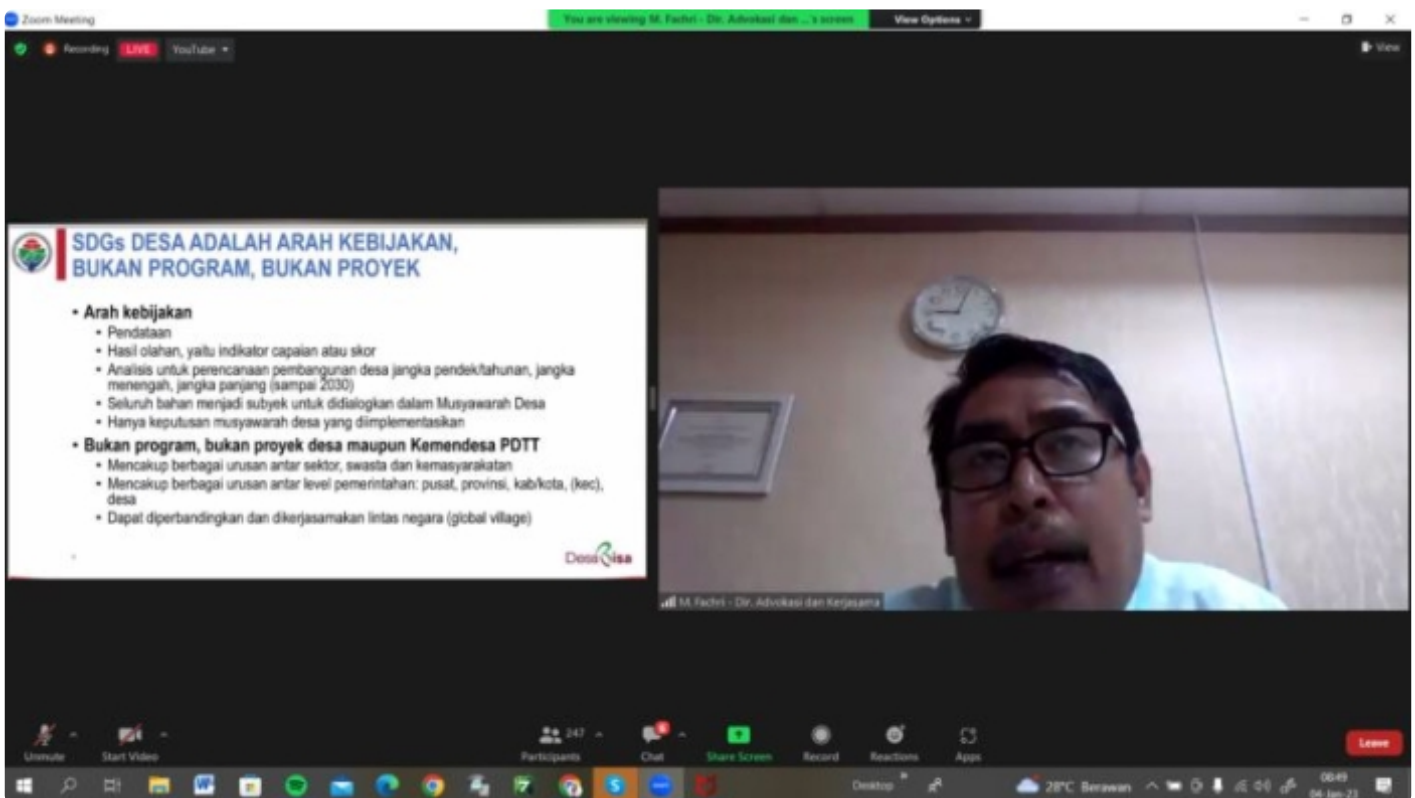 Zoom Meeting
You are viewing M. Fachri - Dir. Advokasi dan ...'s screen
View Options
Recording
LIVE
YouTube
View
SDGs DESA ADALAH ARAH KEBIJAKAN,
BUKAN PROGRAM, BUKAN PROYEK
• Arah kebijakan
• Pendataan
• Hasil olahan, yaitu indikator capaian atau skor
• Analisis untuk perencanaan pembangunan desa jangka pendek/tahunan, jangka
menengah, jangka panjang (sampai 2030)
• Seluruh bahan menjadi subyek untuk didialogkan dalam Musyawarah Desa
• Hanya keputusan musyawarah desa yang diimplementasikan
• Bukan program, bukan proyek desa maupun Kemendesa PDTT
• Mencakup berbagai urusan antar sektor, swasta dan kemasyarakatan
• Mencakup berbagai urusan antar level pemerintahan: pusat, provinsi, kab/kota, (kec),
desa
• Dapat diperbandingkan dan dikerjasamakan lintas negara (global village)
Desa Bisa
M. Fachri - Dir. Advokasi dan Kerjasama
Unmute
Start Video
247
Participants
Chat
Share Screen
Record
Reactions
Apps
Leave
Desktop
28°C Berawan
08:49
04-Jan-23